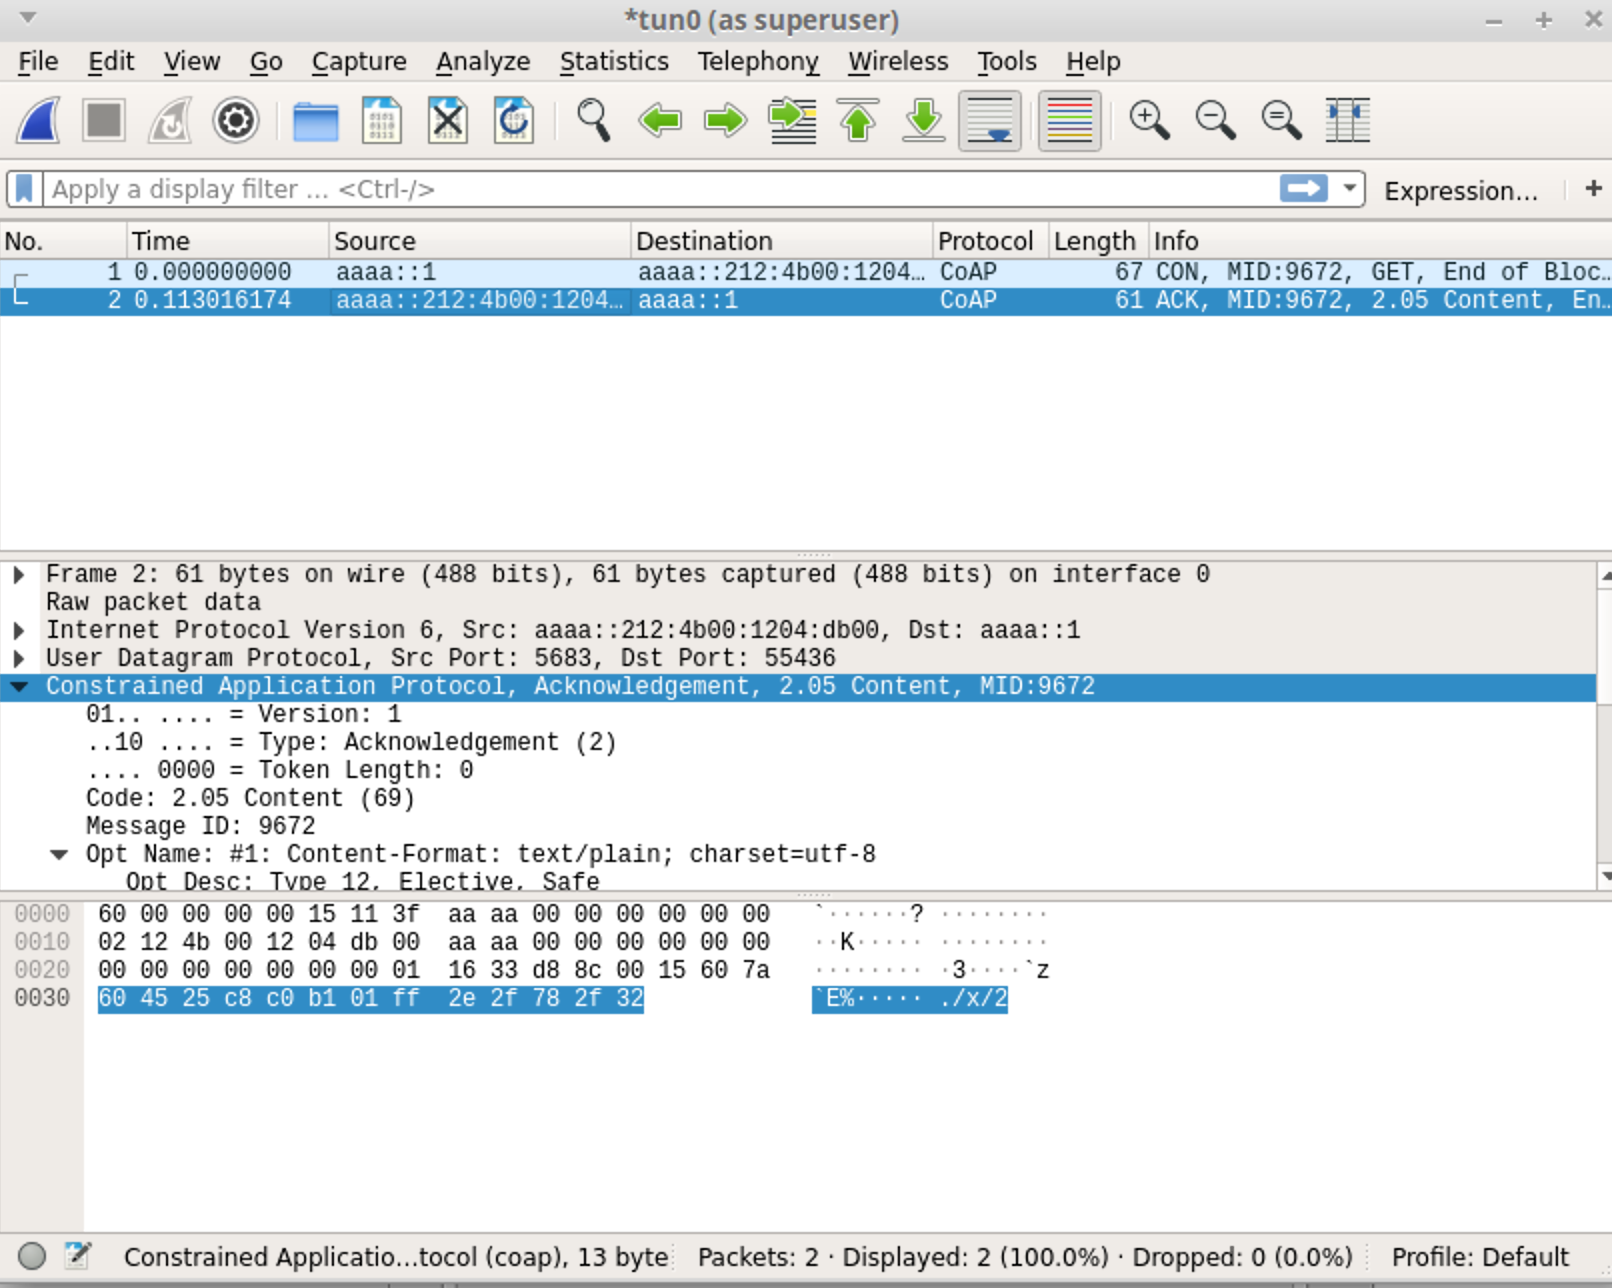 *tun0 (as superuser)
File Edit View Go Capture Analyze Statistics Telephony Wireless Tools Help
Apply a display filter ... <Ctrl-/> Expression... +
No. Time Source Destination Protocol Length Info
1 0.000000000 aaaa::1 aaaa::212:4b00:1204… CoAP 67 CON, MID:9672, GET, End of Bloc…
2 0.113016174 aaaa::212:4b00:1204… aaaa::1 CoAP 61 ACK, MID:9672, 2.05 Content, En…
Frame 2: 61 bytes on wire (488 bits), 61 bytes captured (488 bits) on interface 0
Raw packet data
Internet Protocol Version 6, Src: aaaa::212:4b00:1204:db00, Dst: aaaa::1
User Datagram Protocol, Src Port: 5683, Dst Port: 55436
Constrained Application Protocol, Acknowledgement, 2.05 Content, MID:9672
01.. .... = Version: 1
..10 .... = Type: Acknowledgement (2)
.... 0000 = Token Length: 0
Code: 2.05 Content (69)
Message ID: 9672
Opt Name: #1: Content-Format: text/plain; charset=utf-8
Opt Desc: Type 12, Elective, Safe
0000 60 00 00 00 00 15 11 3f aa aa 00 00 00 00 00 00 `······? ········
0010 02 12 4b 00 12 04 db 00 aa aa 00 00 00 00 00 00 ··K····· ········
0020 00 00 00 00 00 00 00 01 16 33 d8 8c 00 15 60 7a ········ ·3····`z
0030 60 45 25 c8 c0 b1 01 ff 2e 2f 78 2f 32 `E%····· ./x/2
Constrained Applicatio...tocol (coap), 13 byte Packets: 2 · Displayed: 2 (100.0%) · Dropped: 0 (0.0%) Profile: Default